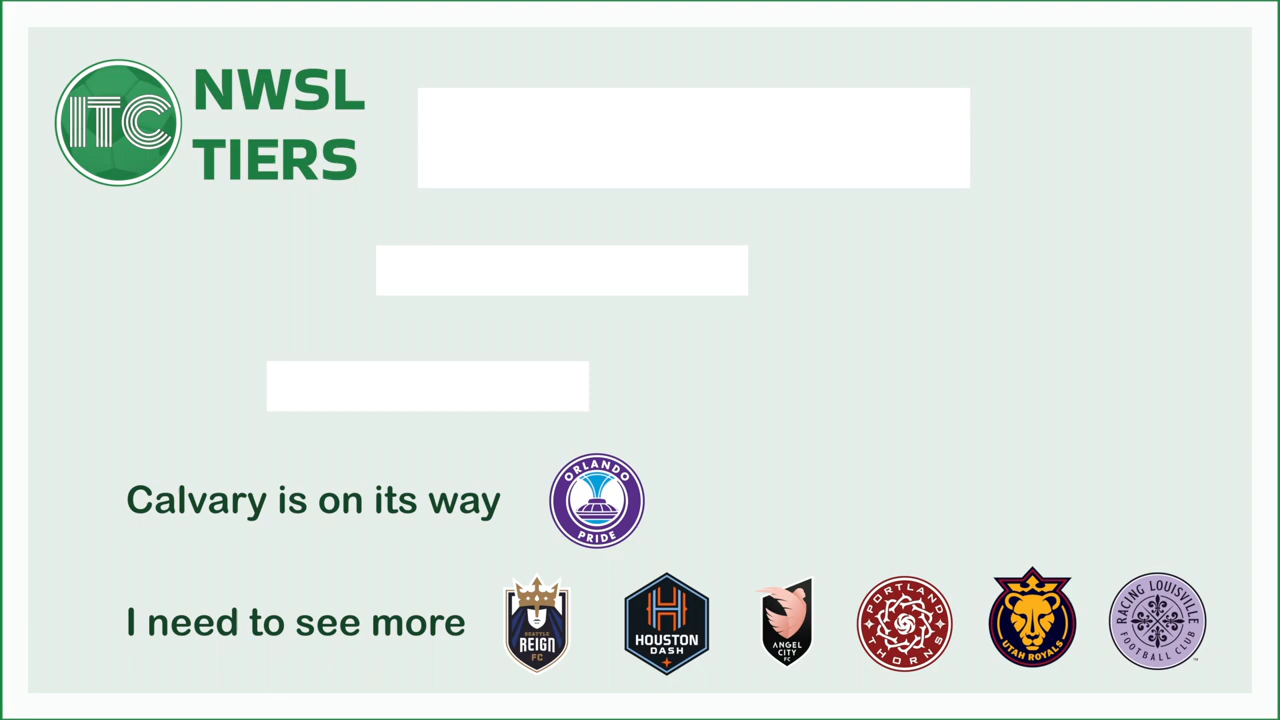 ITC
NWSL
TIERS
Calvary is on its way
ORLANDO
PRIDE
I need to see more
SEATTLE
REIGN
FC
HOUSTON
DASH
ANGEL
CITY
FC
PORTLAND
THORNS
UTAH ROYALS
RACING LOUISVILLE
FOOTBALL CLUB
TM